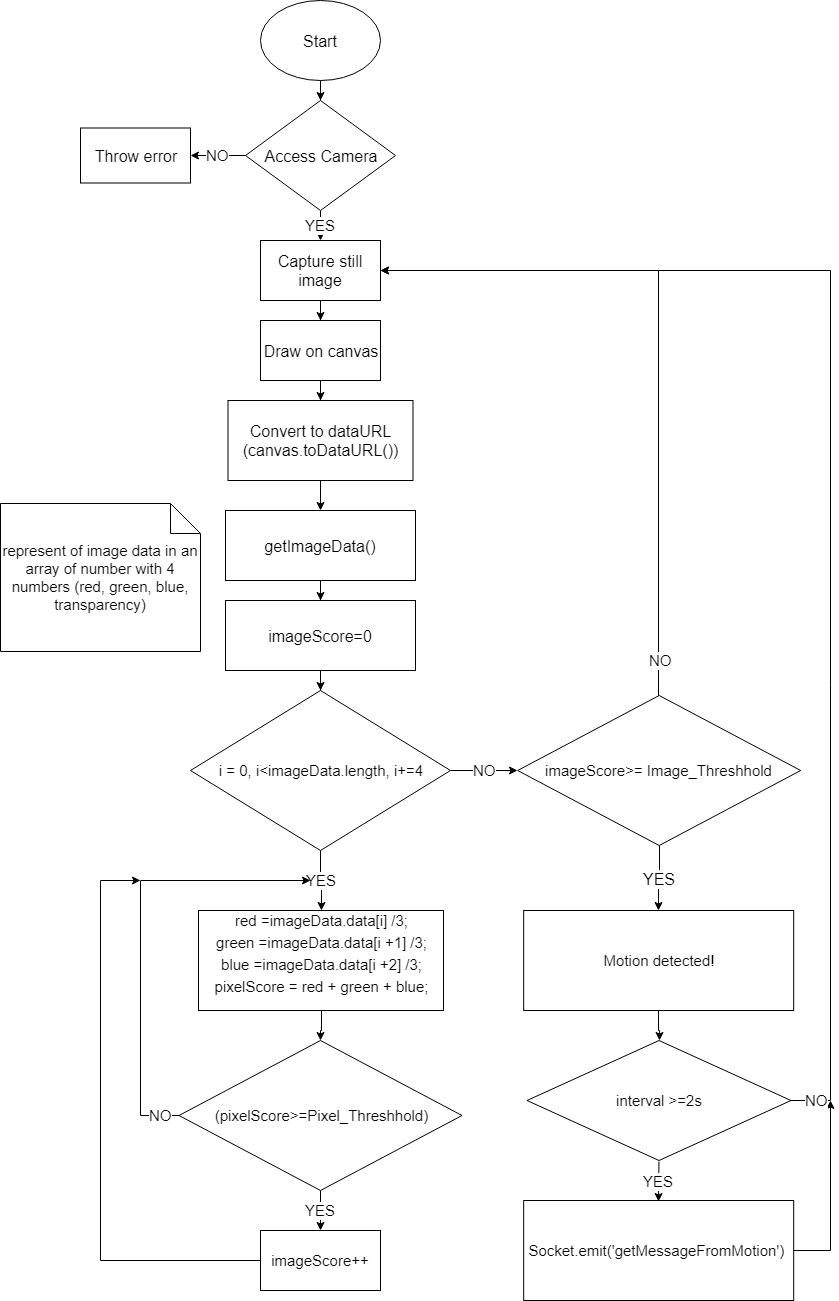 Start
Access Camera
NO
Throw error
YES
Capture still
image
Draw on canvas
Convert to dataURL
(canvas.toDataURL())
getImageData()
represent of image data in an
array of number with 4
numbers (red, green, blue,
transparency)
imageScore=0
i = 0, i<imageData.length, i+=4
NO
imageScore>= Image_Threshhold
NO
YES
YES
red =imageData.data[i] /3;
green =imageData.data[i +1] /3;
blue =imageData.data[i +2] /3;
pixelScore = red + green + blue;
Motion detected!
(pixelScore>=Pixel_Threshhold)
NO
interval >=2s
NO
YES
YES
imageScore++
Socket.emit('getMessageFromMotion')